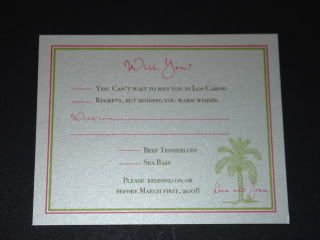 Will You?
Yes! Can't wait to join you in Los Cabos!
Regrets, but sending you warm wishes.
Beef Tenderloin
Sea Bass
Please respond on or
before March first, 2008
and